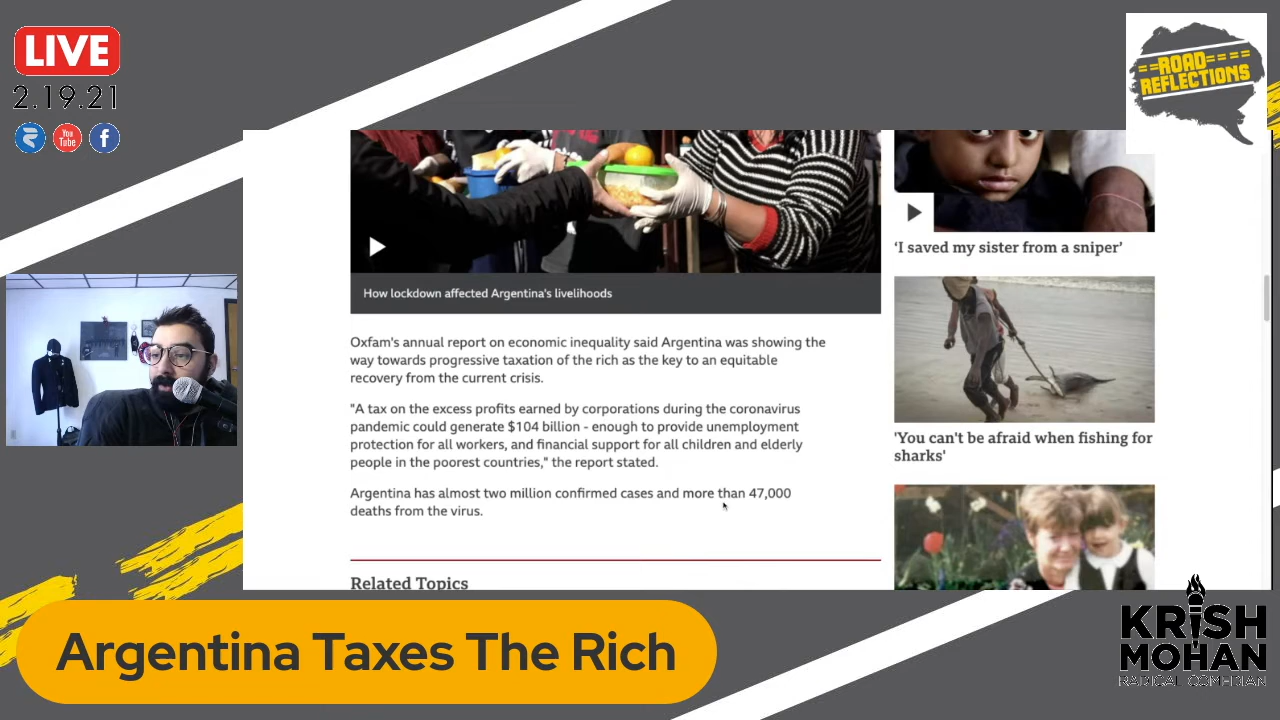 LIVE
2.19.21
You
Tube
==ROAD====
REFLECTIONS
'I saved my sister from a sniper'
How lockdown affected Argentina's livelihoods
Oxfam's annual report on economic inequality said Argentina was showing the
way towards progressive taxation of the rich as the key to an equitable
recovery from the current crisis.
"A tax on the excess profits earned by corporations during the coronavirus
pandemic could generate $104 billion - enough to provide unemployment
protection for all workers, and financial support for all children and elderly
people in the poorest countries," the report stated.
Argentina has almost two million confirmed cases and more than 47,000
deaths from the virus.
Related Topics
'You can't be afraid when fishing for
sharks'
Argentina Taxes The Rich
KRISH
MOHAN
RADICAL COMEDIAN